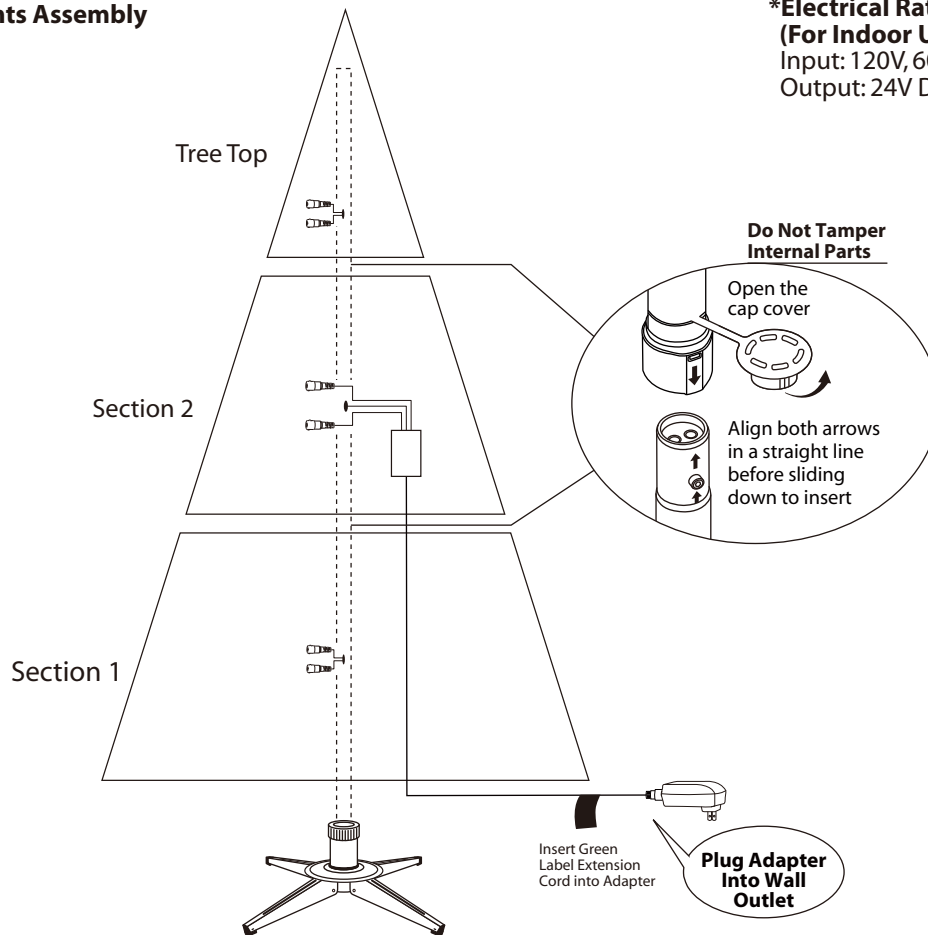 nts Assembly
*Electrical Rat
(For Indoor U
Input: 120V, 60
Output: 24V D
Tree Top
Do Not Tamper
Internal Parts
Open the
cap cover
Section 2
Align both arrows
in a straight line
before sliding
down to insert
Section 1
Insert Green
Label Extension
Cord into Adapter
Plug Adapter
Into Wall
Outlet